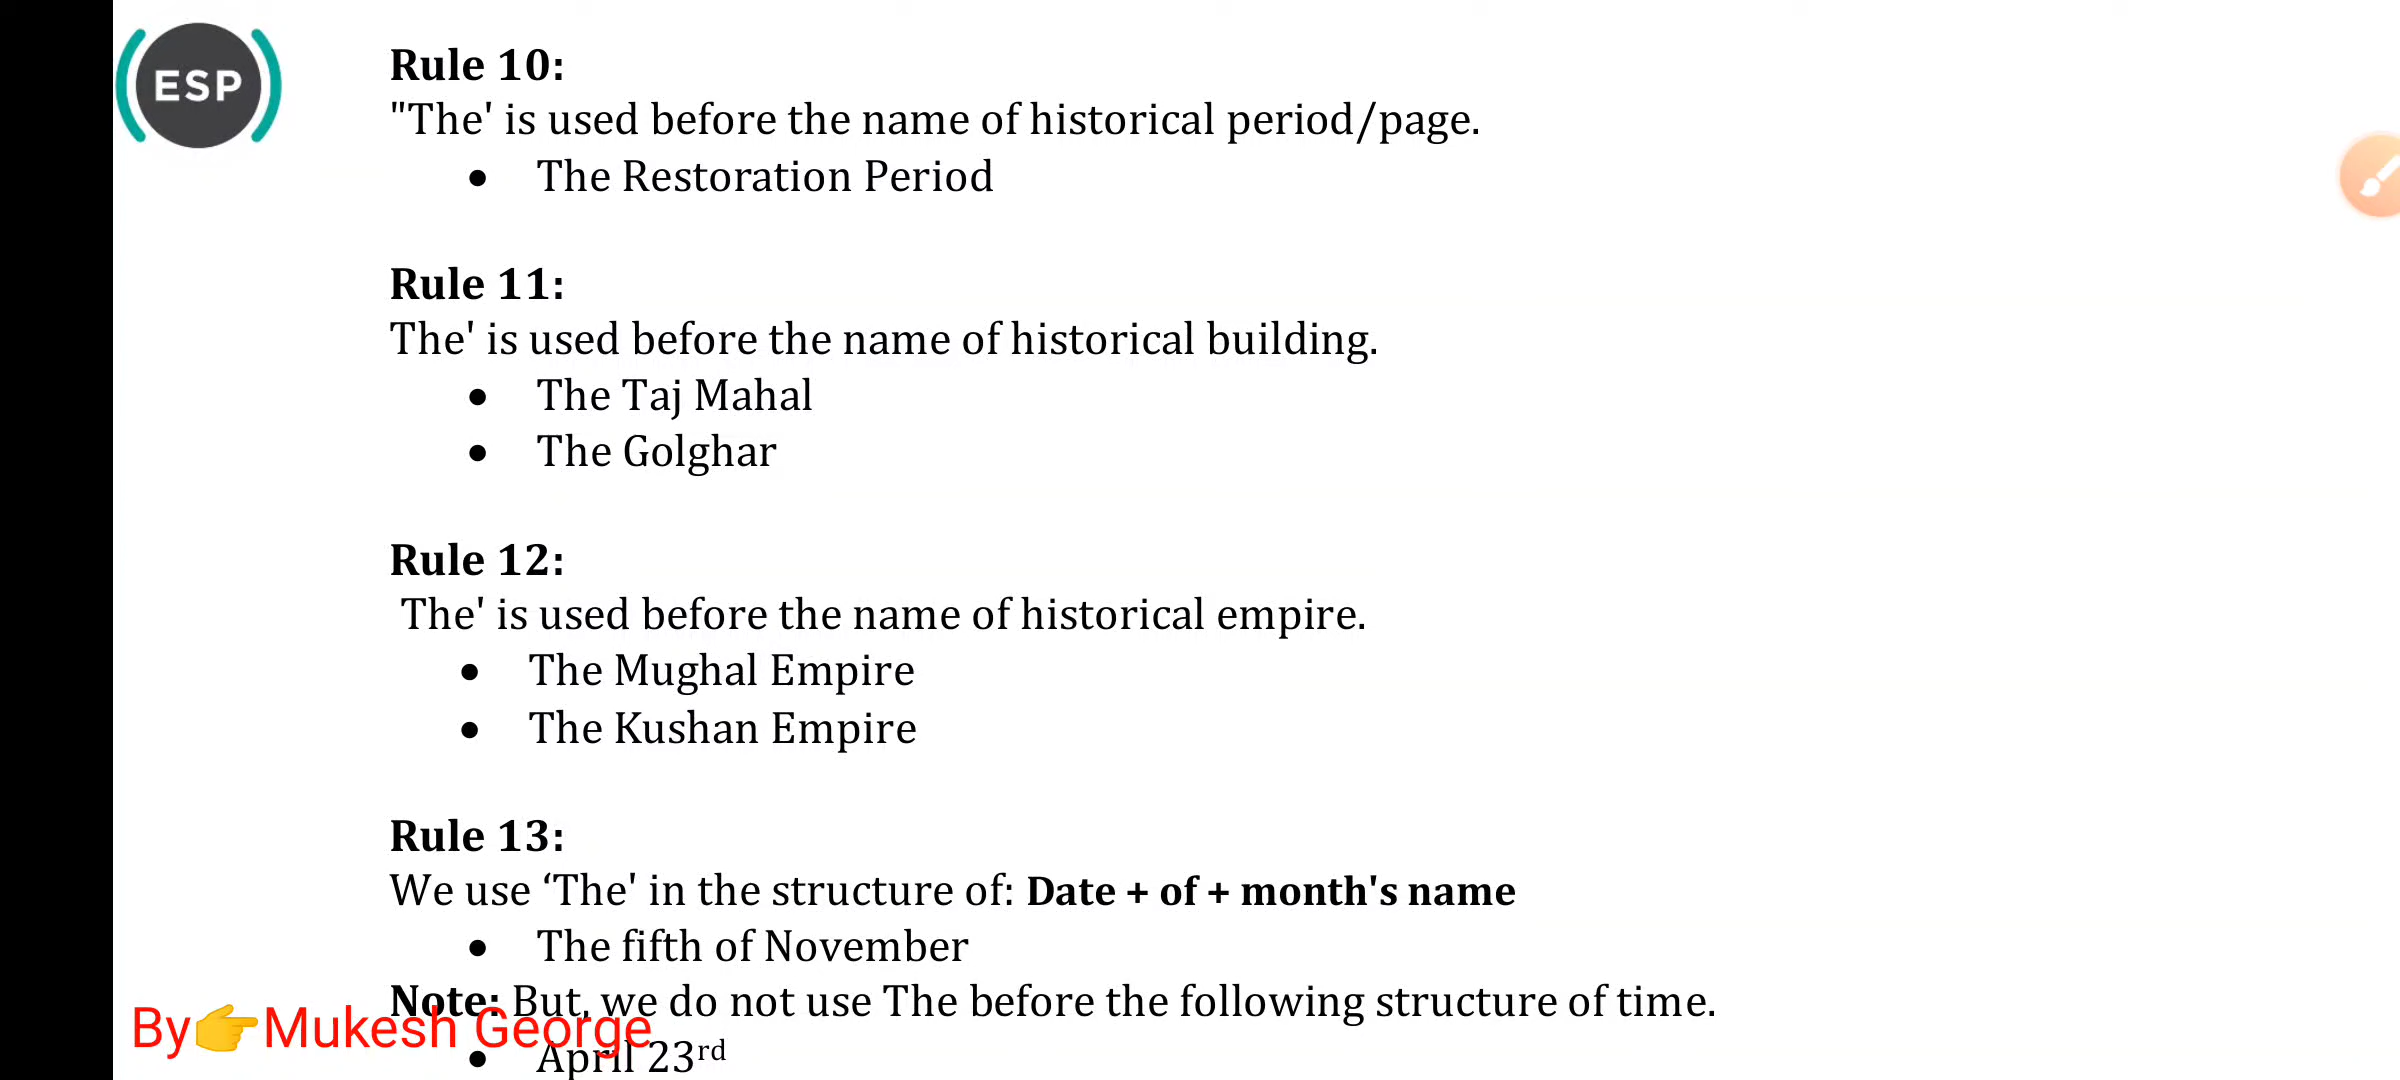 ESP
Rule 10:
"The' is used before the name of historical period/page.
• The Restoration Period
Rule 11:
The' is used before the name of historical building.
• The Taj Mahal
• The Golghar
Rule 12:
The' is used before the name of historical empire.
• The Mughal Empire
• The Kushan Empire
Rule 13:
We use ‘The' in the structure of: Date + of + month's name
• The fifth of November
Note: But, we do not use The before the following structure of time.
By👉Mukesh George
• April 23rd